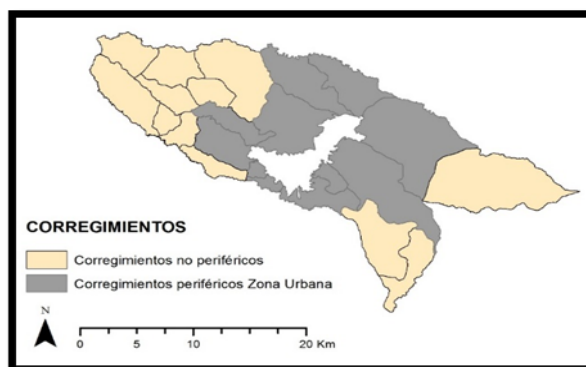 CORREGIMIENTOS
Corregimientos no periféricos
Corregimientos periféricos Zona Urbana
N
0 5 10 20 Km